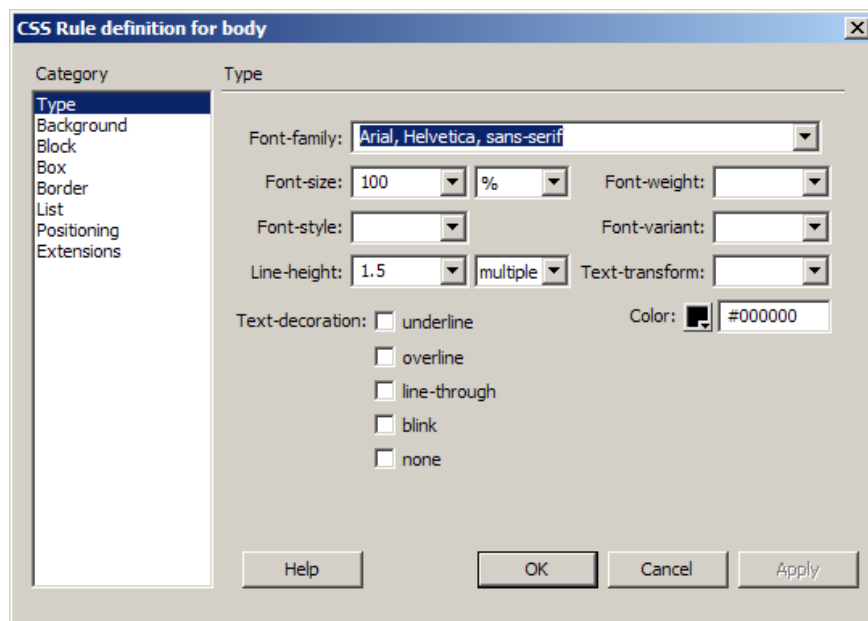 CSS Rule definition for body
Category
Type
Type
Background
Block
Box
Border
List
Positioning
Extensions
Font-family: Arial, Helvetica, sans-serif
Font-size: 100 % Font-weight:
Font-style: Font-variant:
Line-height: 1.5 multiple Text-transform:
Text-decoration: underline Color: #000000
overline
line-through
blink
none
Help OK Cancel Apply